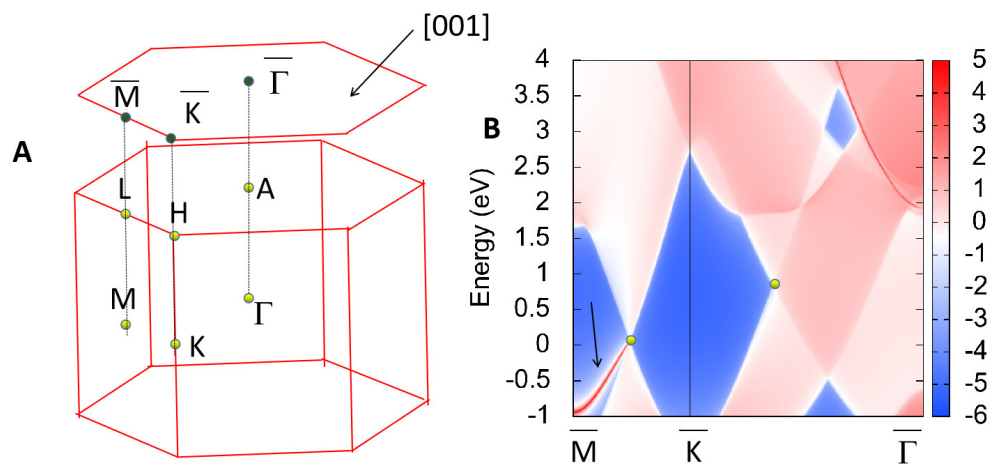 [001]
Γ̅
M̅
K̅
A
L
H
A
M
Γ
K
B
Energy (eV)
4
3.5
3
2.5
2
1.5
1
0.5
0
-0.5
-1
M̅
K̅
Γ̅
5
4
3
2
1
0
-1
-2
-3
-4
-5
-6